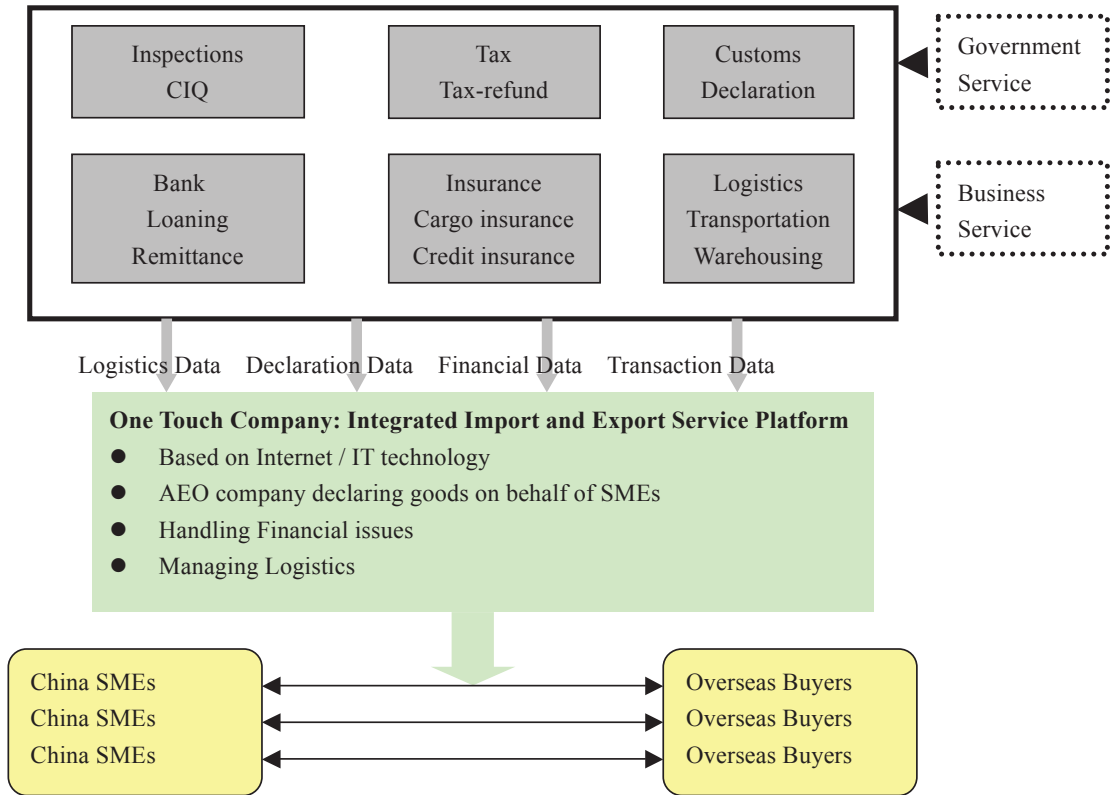 Inspections
CIQ
Tax
Tax-refund
Customs
Declaration
Government
Service
Bank
Loaning
Remittance
Insurance
Cargo insurance
Credit insurance
Logistics
Transportation
Warehousing
Business
Service
Logistics Data
Declaration Data
Financial Data
Transaction Data
One Touch Company: Integrated Import and Export Service Platform
● Based on Internet / IT technology
● AEO company declaring goods on behalf of SMEs
● Handling Financial issues
● Managing Logistics
China SMEs
China SMEs
China SMEs
Overseas Buyers
Overseas Buyers
Overseas Buyers